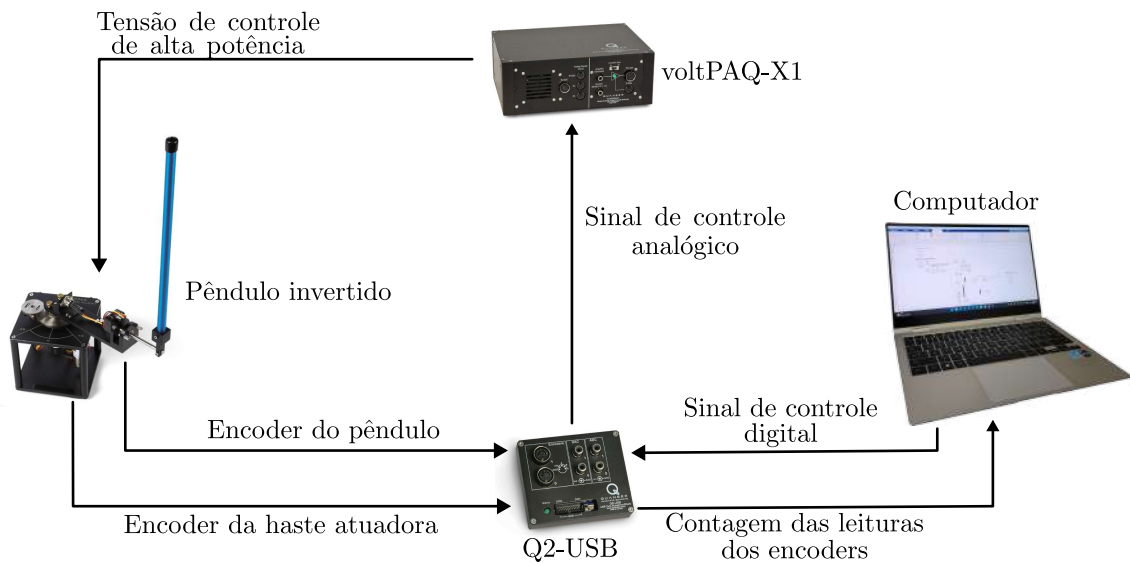 Tensão de controle
de alta potência
voltPAQ-X1
Computador
Sinal de controle
analógico
Pêndulo invertido
Encoder do pêndulo
Sinal de controle
digital
Encoder da haste atuadora
Contagem das leituras
dos encoders
Q2-USB
QUANSER